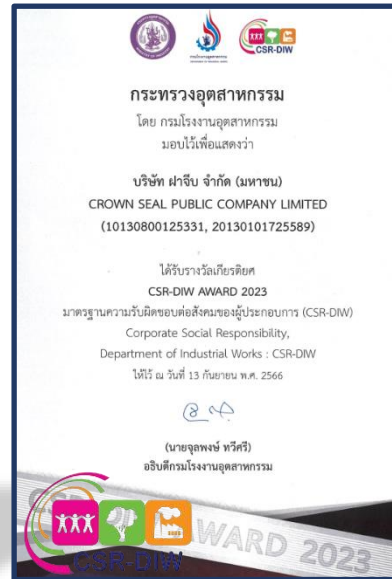 CSR-DIW
กระทรวงอุตสาหกรรม
โดย กรมโรงงานอุตสาหกรรม
มอบไว้เพื่อแสดงว่า
บริษัท ฝาจีบ จำกัด (มหาชน)
CROWN SEAL PUBLIC COMPANY LIMITED
(10130800125331, 20130101725589)
ได้รับรางวัลเกียรติยศ
CSR-DIW AWARD 2023
มาตรฐานความรับผิดชอบต่อสังคมของผู้ประกอบการ (CSR-DIW)
Corporate Social Responsibility,
Department of Industrial Works : CSR-DIW
ให้ไว้ ณ วันที่ 13 กันยายน พ.ศ. 2566
(นายจุลพงษ์ ทวีศรี)
อธิบดีกรมโรงงานอุตสาหกรรม
AWARD 2023
CSR-DIW